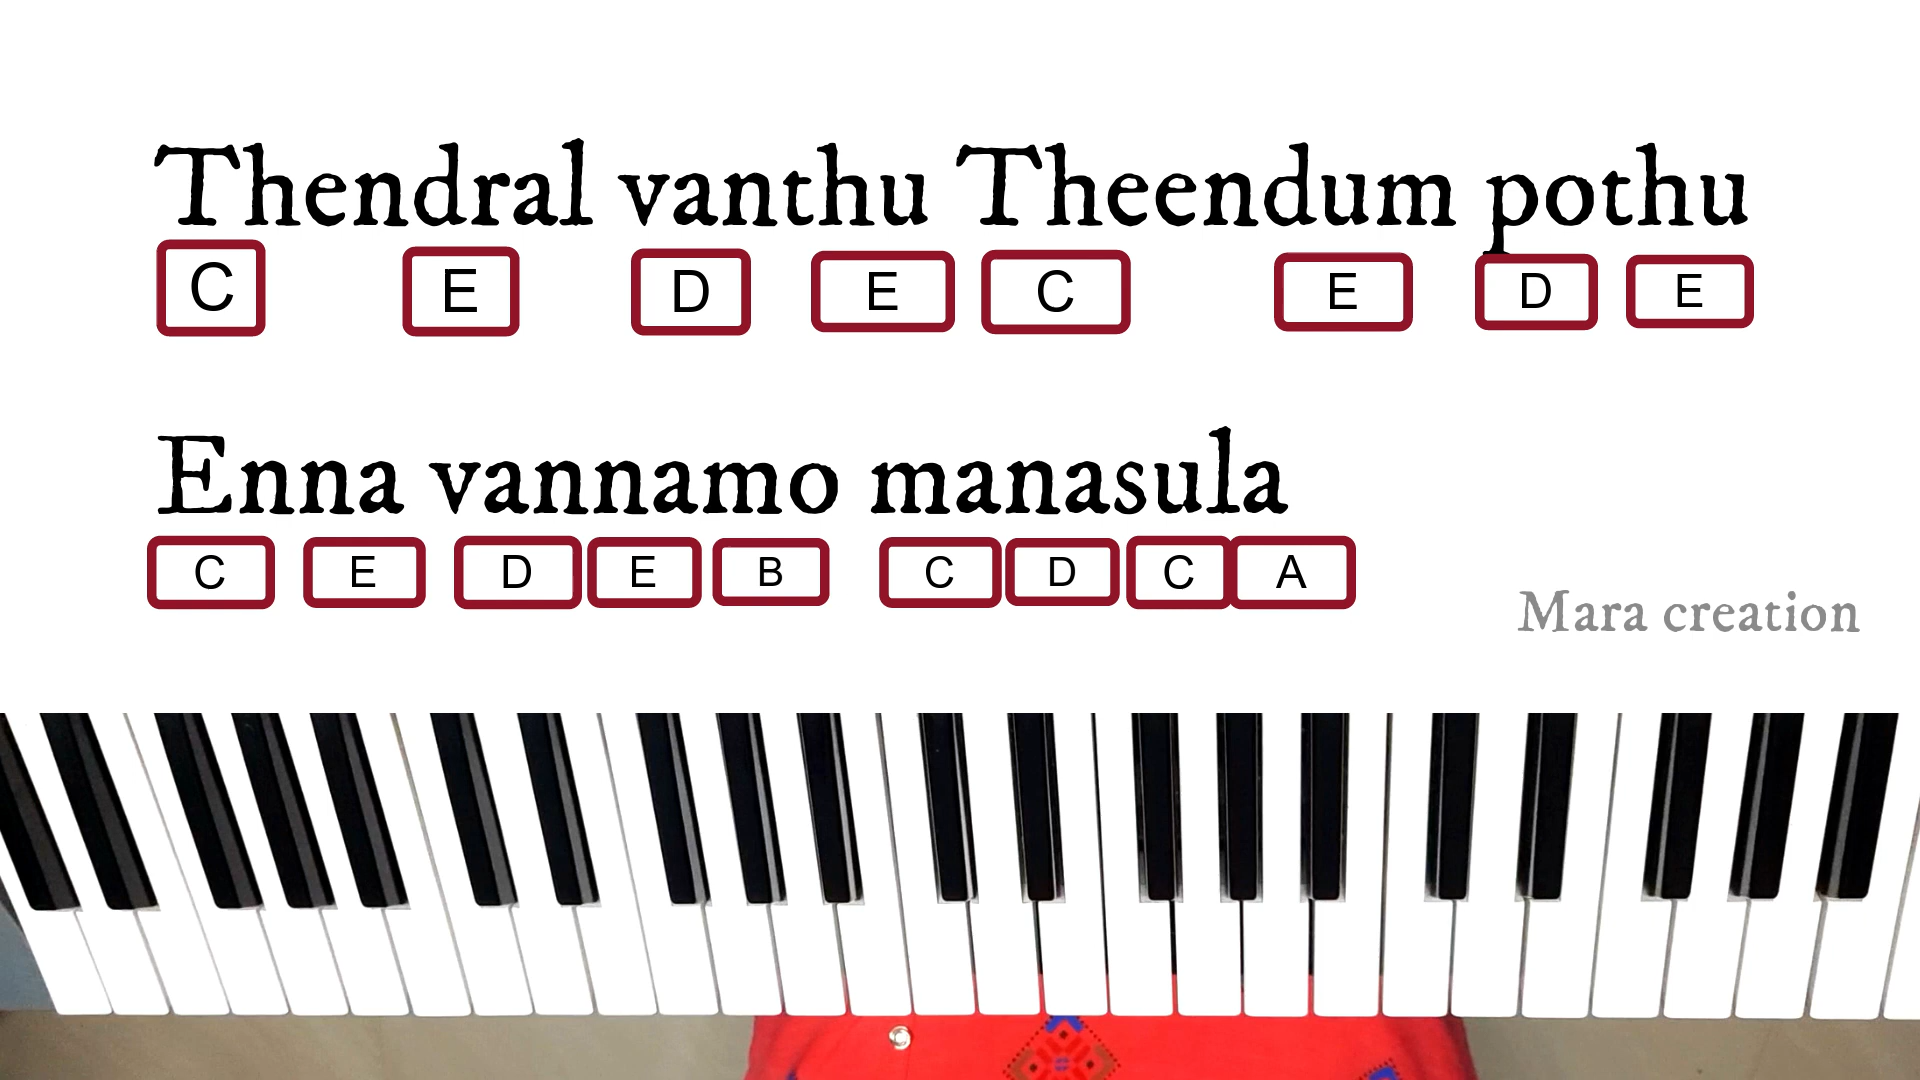 Thendral vanthu Theendum pothu
C E D E C E D E
Enna vannamo manasula
C E D E B C D C A
Mara creation